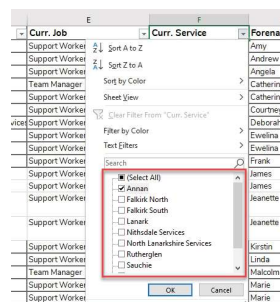 E F
Curr. Job Curr. Service Forena
Support Worker Amy
Support Worker Andrew
Support Worker Angela
Team Manager Catherin
Support Worker Catherin
Support Worker Courtney
vices Support Worker Deborah
Support Worker Ewelina
Support Worker Ewelina
Support Worker Frank
Support Worker James
Support Worker James
Support Worker Jeanette
Support Worker Jeanette
Support Worker Kirstin
Support Worker Linda
Team Manager Malcolm
Support Worker Marie
Support Worker Marie
Sort A to Z
Sort Z to A
Sort by Color
Sheet View
Clear Filter From "Curr. Service"
Filter by Color
Text Filters
Search
(Select All)
Annan
Falkirk North
Falkirk South
Lanark
Nithsdale Services
North Lanarkshire Services
Rutherglen
Sauchie
OK Cancel